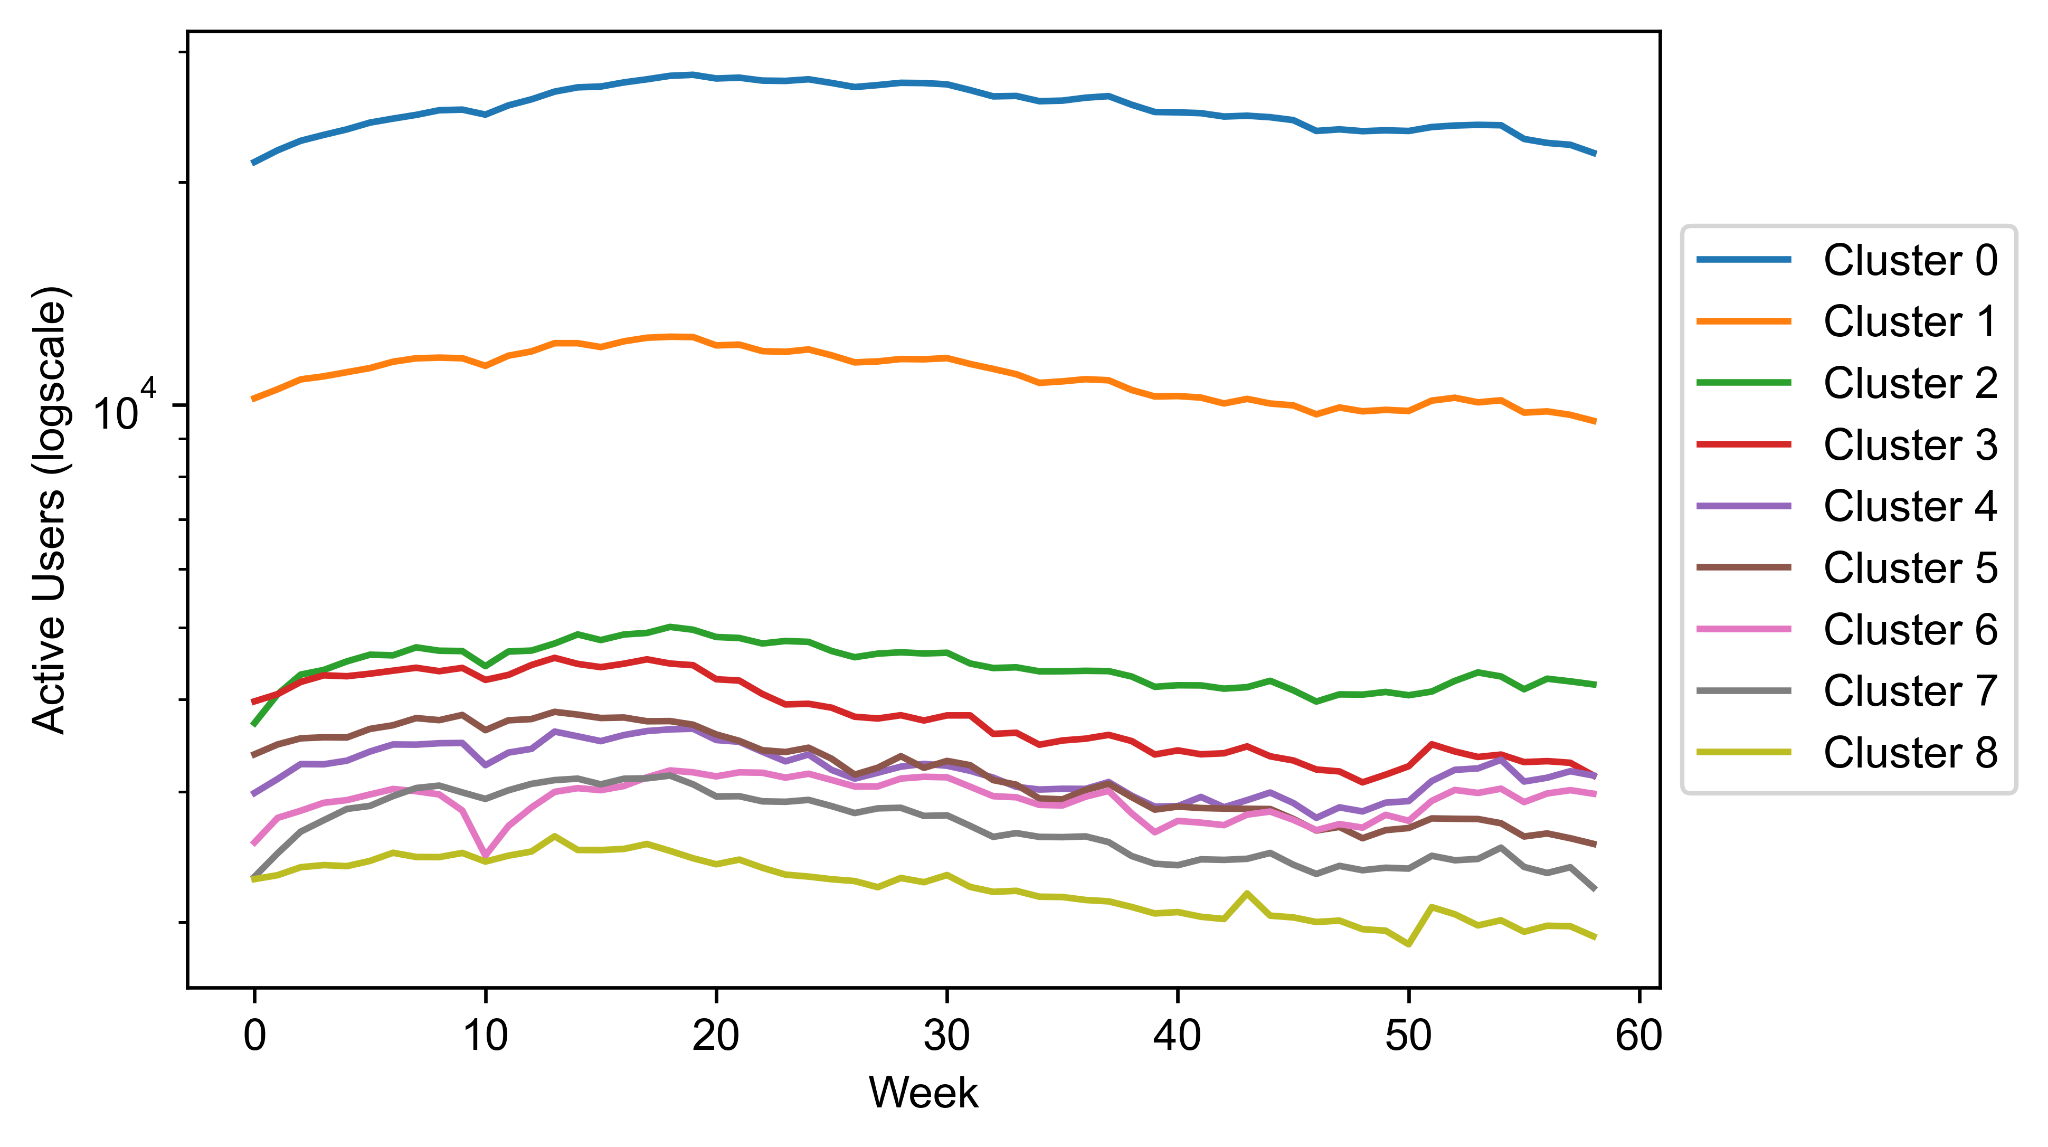 Active Users (logscale)
10^4
0 10 20 30 40 50 60
Week
Cluster 0
Cluster 1
Cluster 2
Cluster 3
Cluster 4
Cluster 5
Cluster 6
Cluster 7
Cluster 8